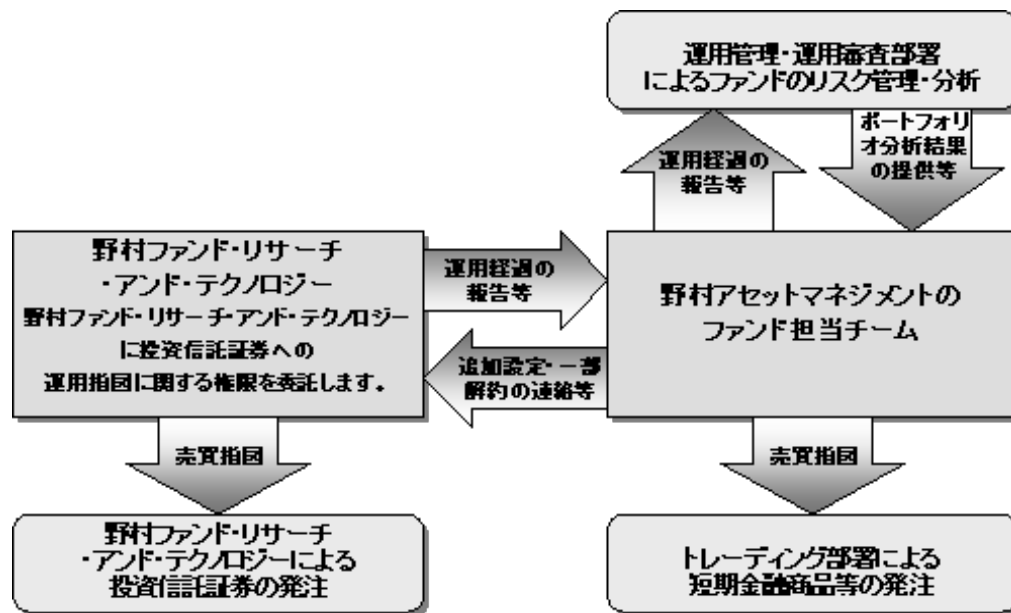 運用管理・運用審査部署
によるファンドのリスク管理・分析
運用経過の
報告等
ポートフォリ
オ分析結果
の提供等
野村ファンド・リサーチ
・アンド・テクノロジー
野村ファンド・リサーチ・アンド・テクノロジー
に投資信託証券への
運用指図に関する権限を委託します。
運用経過の
報告等
追加設定・一部
解約の連絡等
野村アセットマネジメントの
ファンド担当チーム
売買指図
売買指図
野村ファンド・リサーチ
・アンド・テクノロジーによる
投資信託証券の発注
トレーディング部署による
短期金融商品等の発注